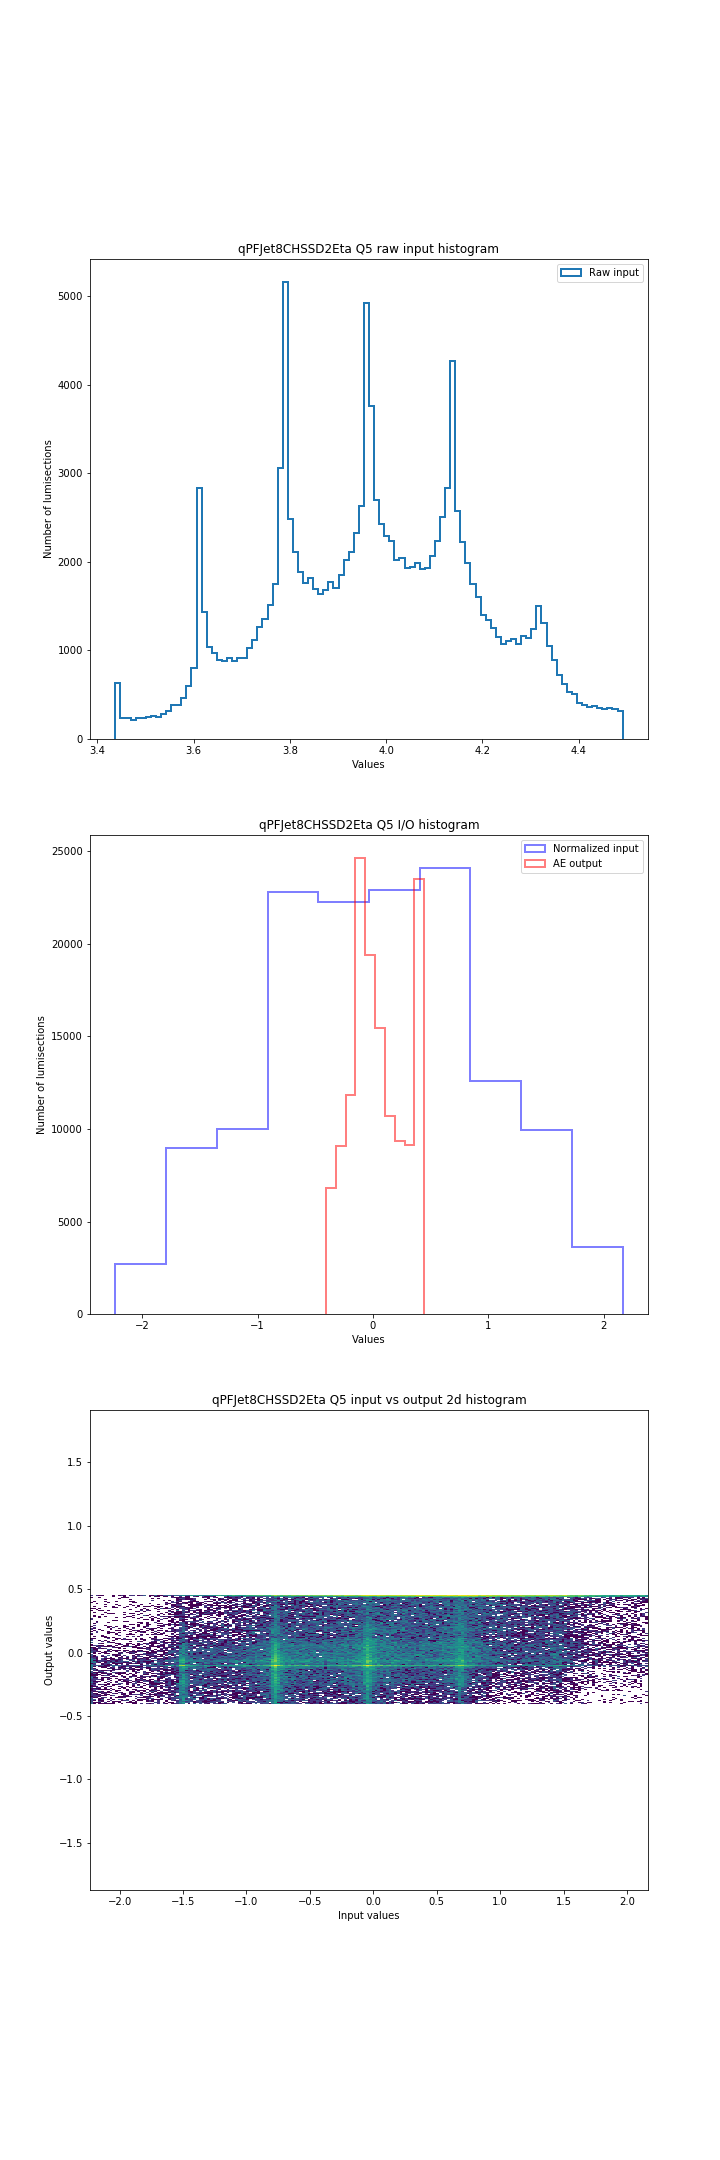 qPFJet8CHSSD2Eta Q5 raw input histogram
Raw input
5000
4000
3000
2000
1000
0
Number of lumisections
3.4 3.6 3.8 4.0 4.2 4.4
Values
qPFJet8CHSSD2Eta Q5 I/O histogram
Normalized input
AE output
25000
20000
15000
10000
5000
0
Number of lumisections
−2 −1 0 1 2
Values
qPFJet8CHSSD2Eta Q5 input vs output 2d histogram
1.5
1.0
0.5
0.0
−0.5
−1.0
−1.5
Output values
−2.0 −1.5 −1.0 −0.5 0.0 0.5 1.0 1.5 2.0
Input values